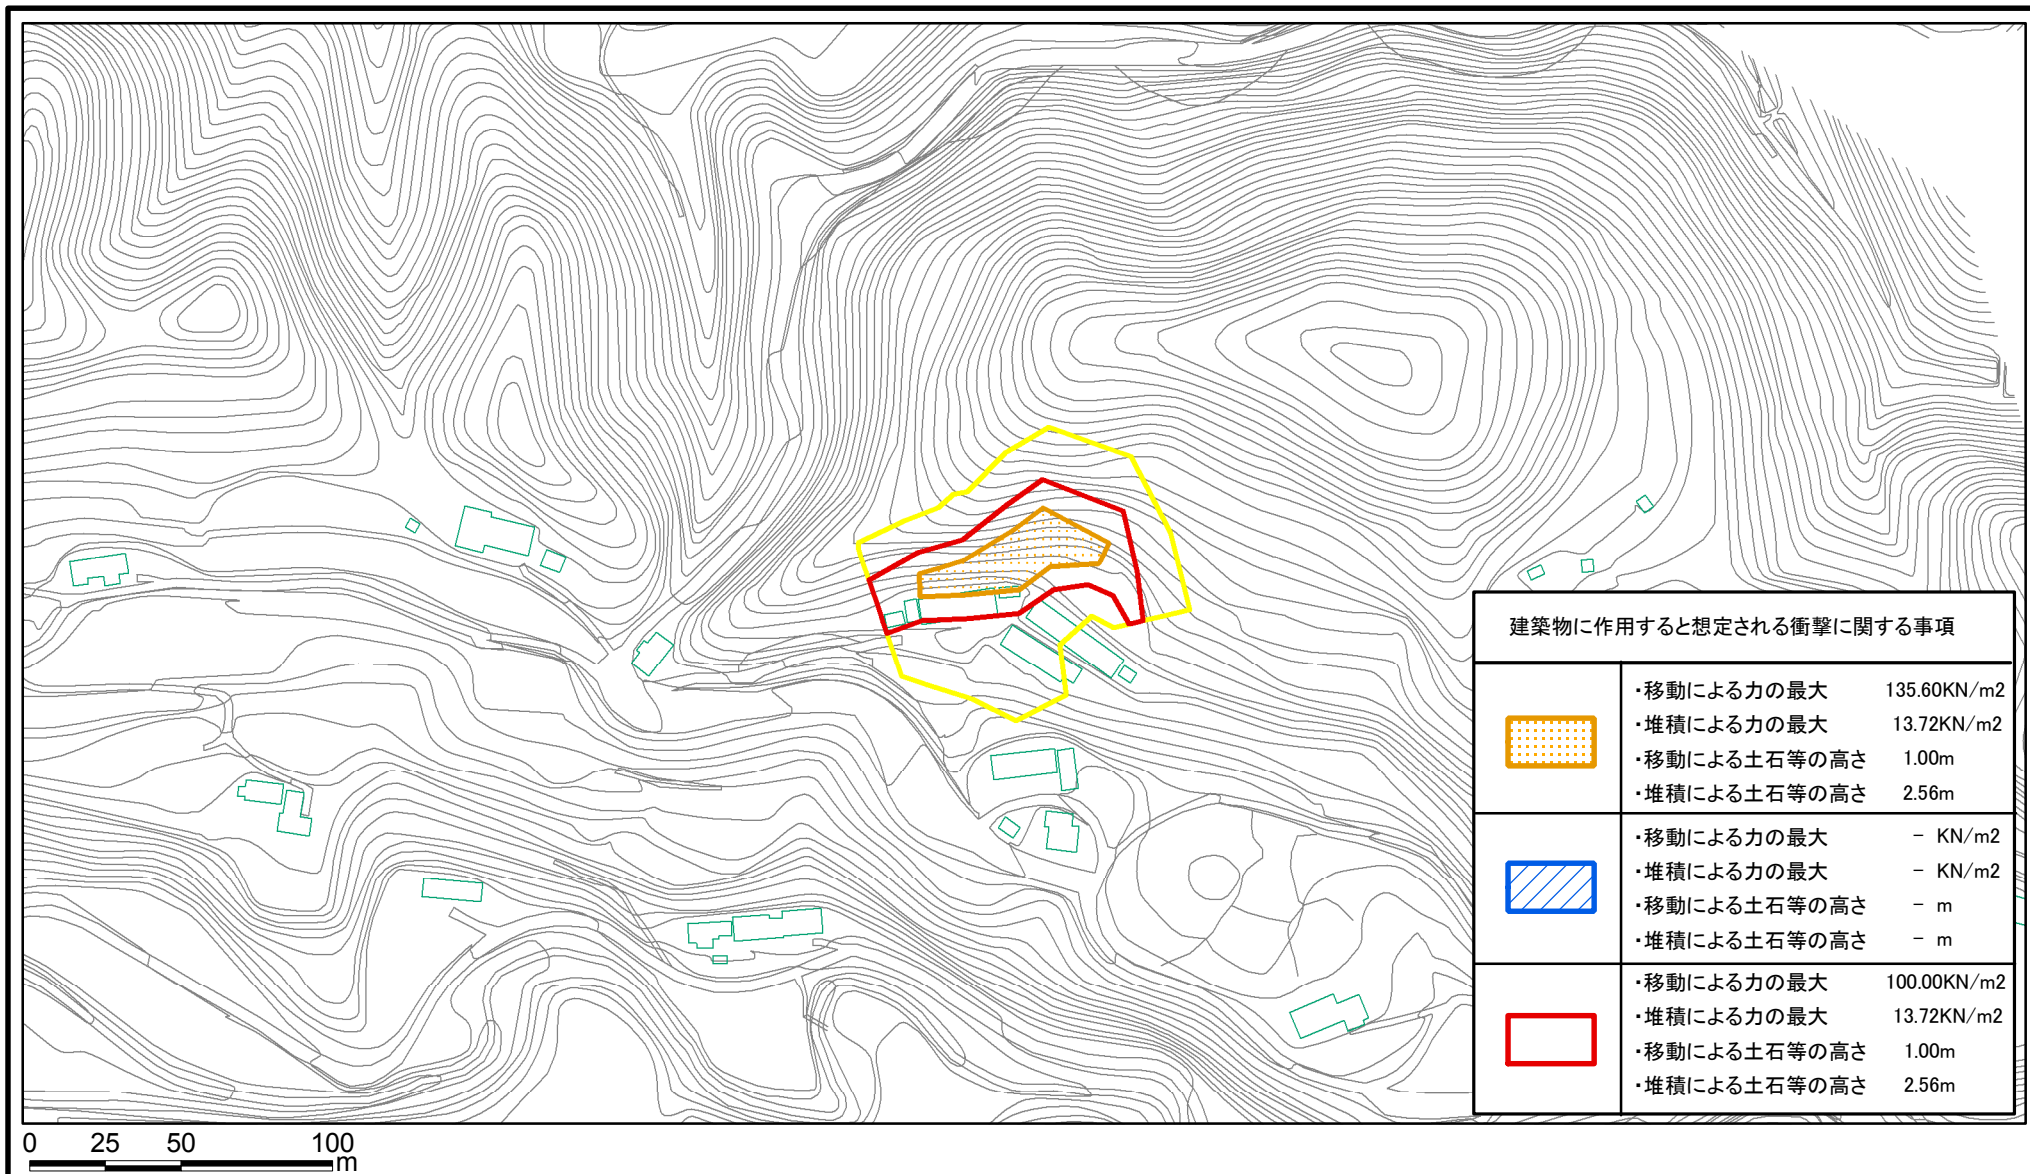 建築物に作用すると想定される衝撃に関する事項
・移動による力の最大 135.60KN/m2
・堆積による力の最大 13.72KN/m2
・移動による土石等の高さ 1.00m
・堆積による土石等の高さ 2.56m
・移動による力の最大 - KN/m2
・堆積による力の最大 - KN/m2
・移動による土石等の高さ - m
・堆積による土石等の高さ - m
・移動による力の最大 100.00KN/m2
・堆積による力の最大 13.72KN/m2
・移動による土石等の高さ 1.00m
・堆積による土石等の高さ 2.56m
0 25 50 100
m